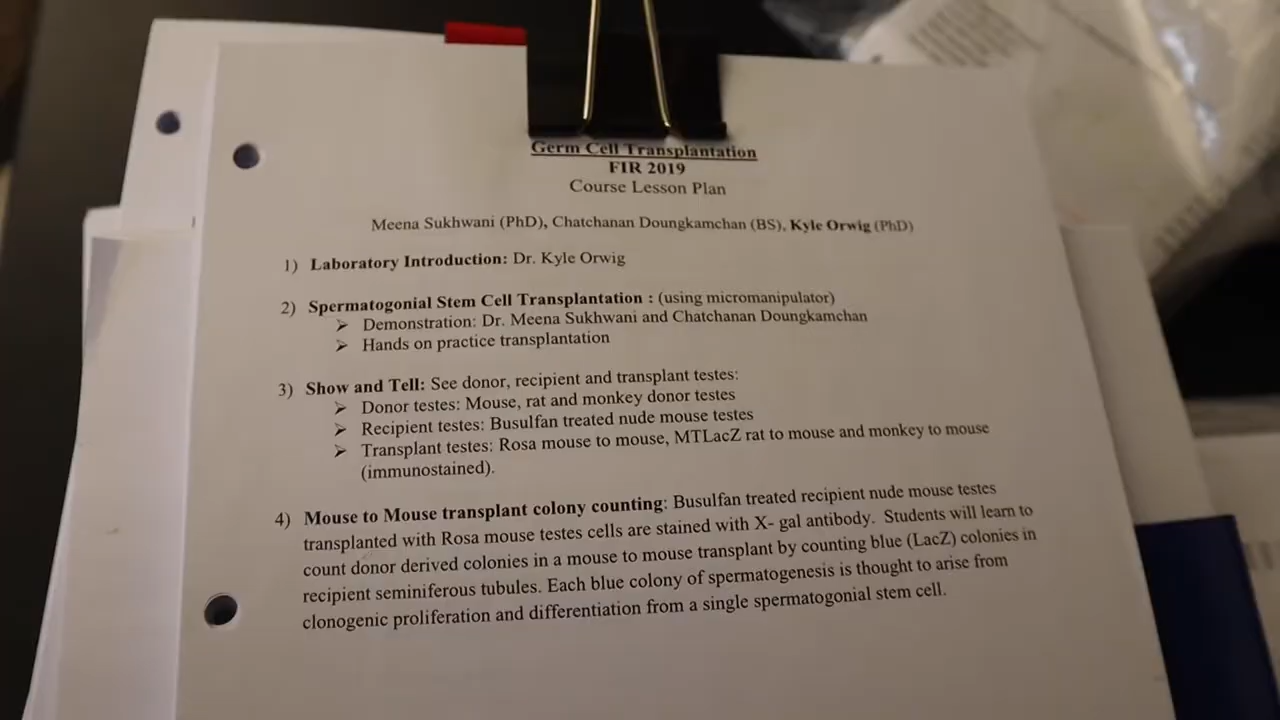 Germ Cell Transplantation
FIR 2019
Course Lesson Plan
Meena Sukhwani (PhD), Chatchanan Doungkamchan (BS), Kyle Orwig (PhD)
1) Laboratory Introduction: Dr. Kyle Orwig
2) Spermatogonial Stem Cell Transplantation : (using micromanipulator)
➢ Demonstration: Dr. Meena Sukhwani and Chatchanan Doungkamchan
➢ Hands on practice transplantation
3) Show and Tell: See donor, recipient and transplant testes:
➢ Donor testes: Mouse, rat and monkey donor testes
➢ Recipient testes: Busulfan treated nude mouse testes
➢ Transplant testes: Rosa mouse to mouse, MTLacZ rat to mouse and monkey to mouse
(immunostained).
4) Mouse to Mouse transplant colony counting: Busulfan treated recipient nude mouse testes
transplanted with Rosa mouse testes cells are stained with X- gal antibody. Students will learn to
count donor derived colonies in a mouse to mouse transplant by counting blue (LacZ) colonies in
recipient seminiferous tubules. Each blue colony of spermatogenesis is thought to arise from
clonogenic proliferation and differentiation from a single spermatogonial stem cell.